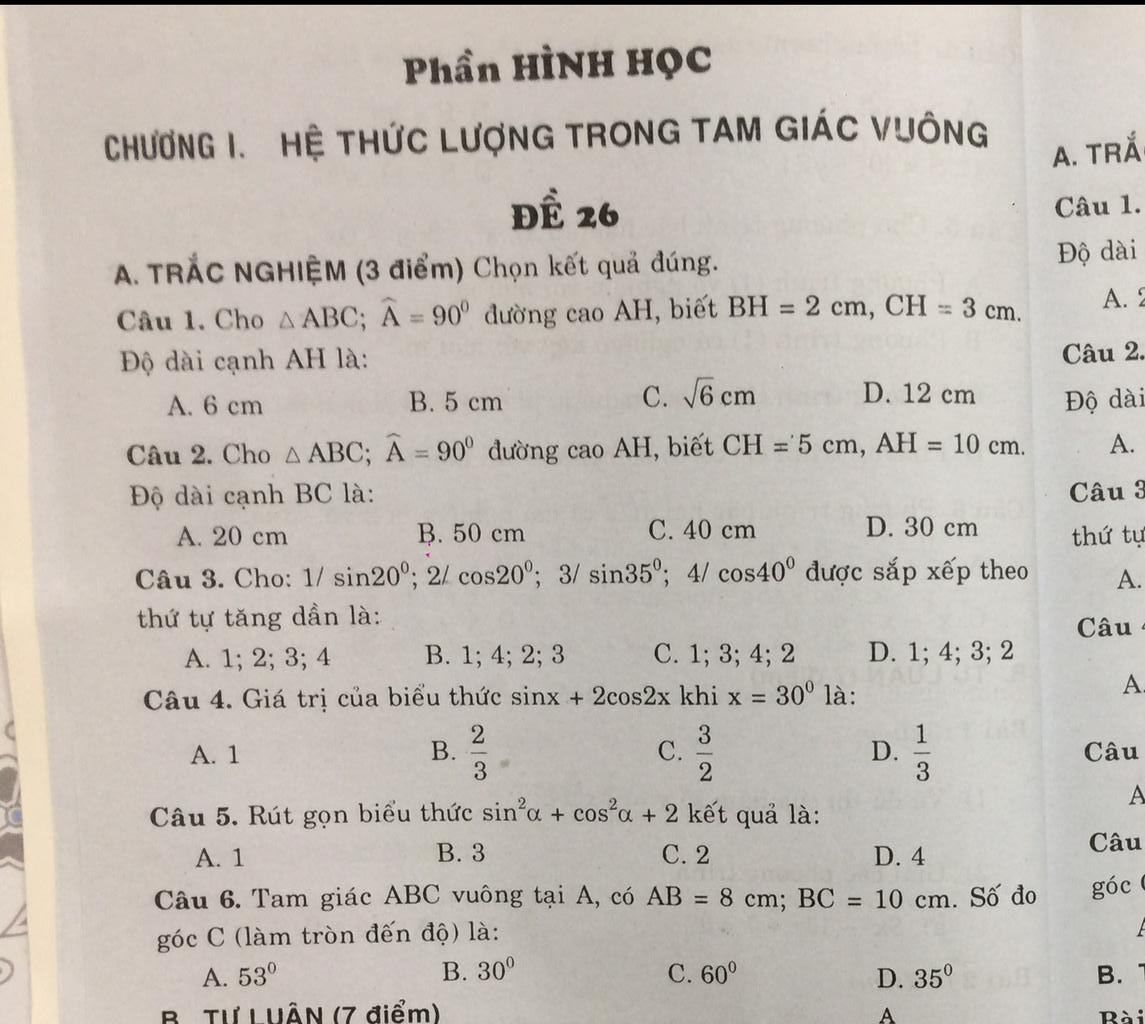 Phần HÌNH HỌC
CHƯƠNG I. HỆ THỨC LƯỢNG TRONG TAM GIÁC VUÔNG
ĐỀ 26
A. TRẮC NGHIỆM (3 điểm) Chọn kết quả đúng.
Câu 1. Cho △ABC; Â = 90⁰ đường cao AH, biết BH = 2 cm, CH = 3 cm.
Độ dài cạnh AH là:
A. 6 cm B. 5 cm C. √6 cm D. 12 cm
Câu 2. Cho △ABC; Â = 90⁰ đường cao AH, biết CH = 5 cm, AH = 10 cm.
Độ dài cạnh BC là:
A. 20 cm B. 50 cm C. 40 cm D. 30 cm
Câu 3. Cho: 1/ sin20⁰; 2/ cos20⁰; 3/ sin35⁰; 4/ cos40⁰ được sắp xếp theo
thứ tự tăng dần là:
A. 1; 2; 3; 4 B. 1; 4; 2; 3 C. 1; 3; 4; 2 D. 1; 4; 3; 2
Câu 4. Giá trị của biểu thức sinx + 2cos2x khi x = 30⁰ là:
A. 1 B. 2/3 C. 3/2 D. 1/3
Câu 5. Rút gọn biểu thức sin²α + cos²α + 2 kết quả là:
A. 1 B. 3 C. 2 D. 4
Câu 6. Tam giác ABC vuông tại A, có AB = 8 cm; BC = 10 cm. Số đo
góc C (làm tròn đến độ) là:
A. 53⁰ B. 30⁰ C. 60⁰ D. 35⁰
B. TỰ LUẬN (7 điểm)
A
A. TRẮ
Câu 1.
Độ dài
A. 2
Câu 2.
Độ dài
A.
Câu 3
thứ tự
A.
Câu
A.
Câu
A
Câu
góc
B.
Bài